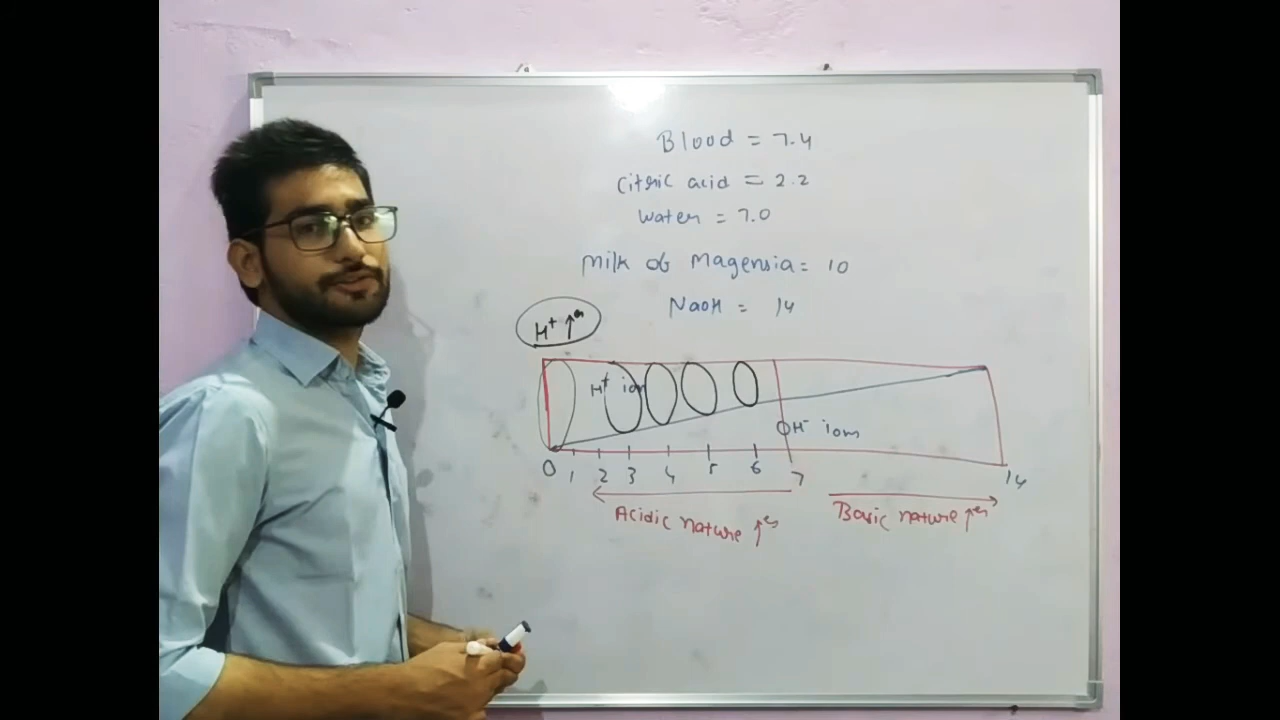 Blood = 7.4
Citric acid = 2.2
Water = 7.0
Milk of Magensia = 10
NaOH = 14
H⁺ ↑es
H⁺ ion
OH⁻ ions
0 1 2 3 4 5 6 7 14
Acidic nature ↑es
Basic nature ↑es